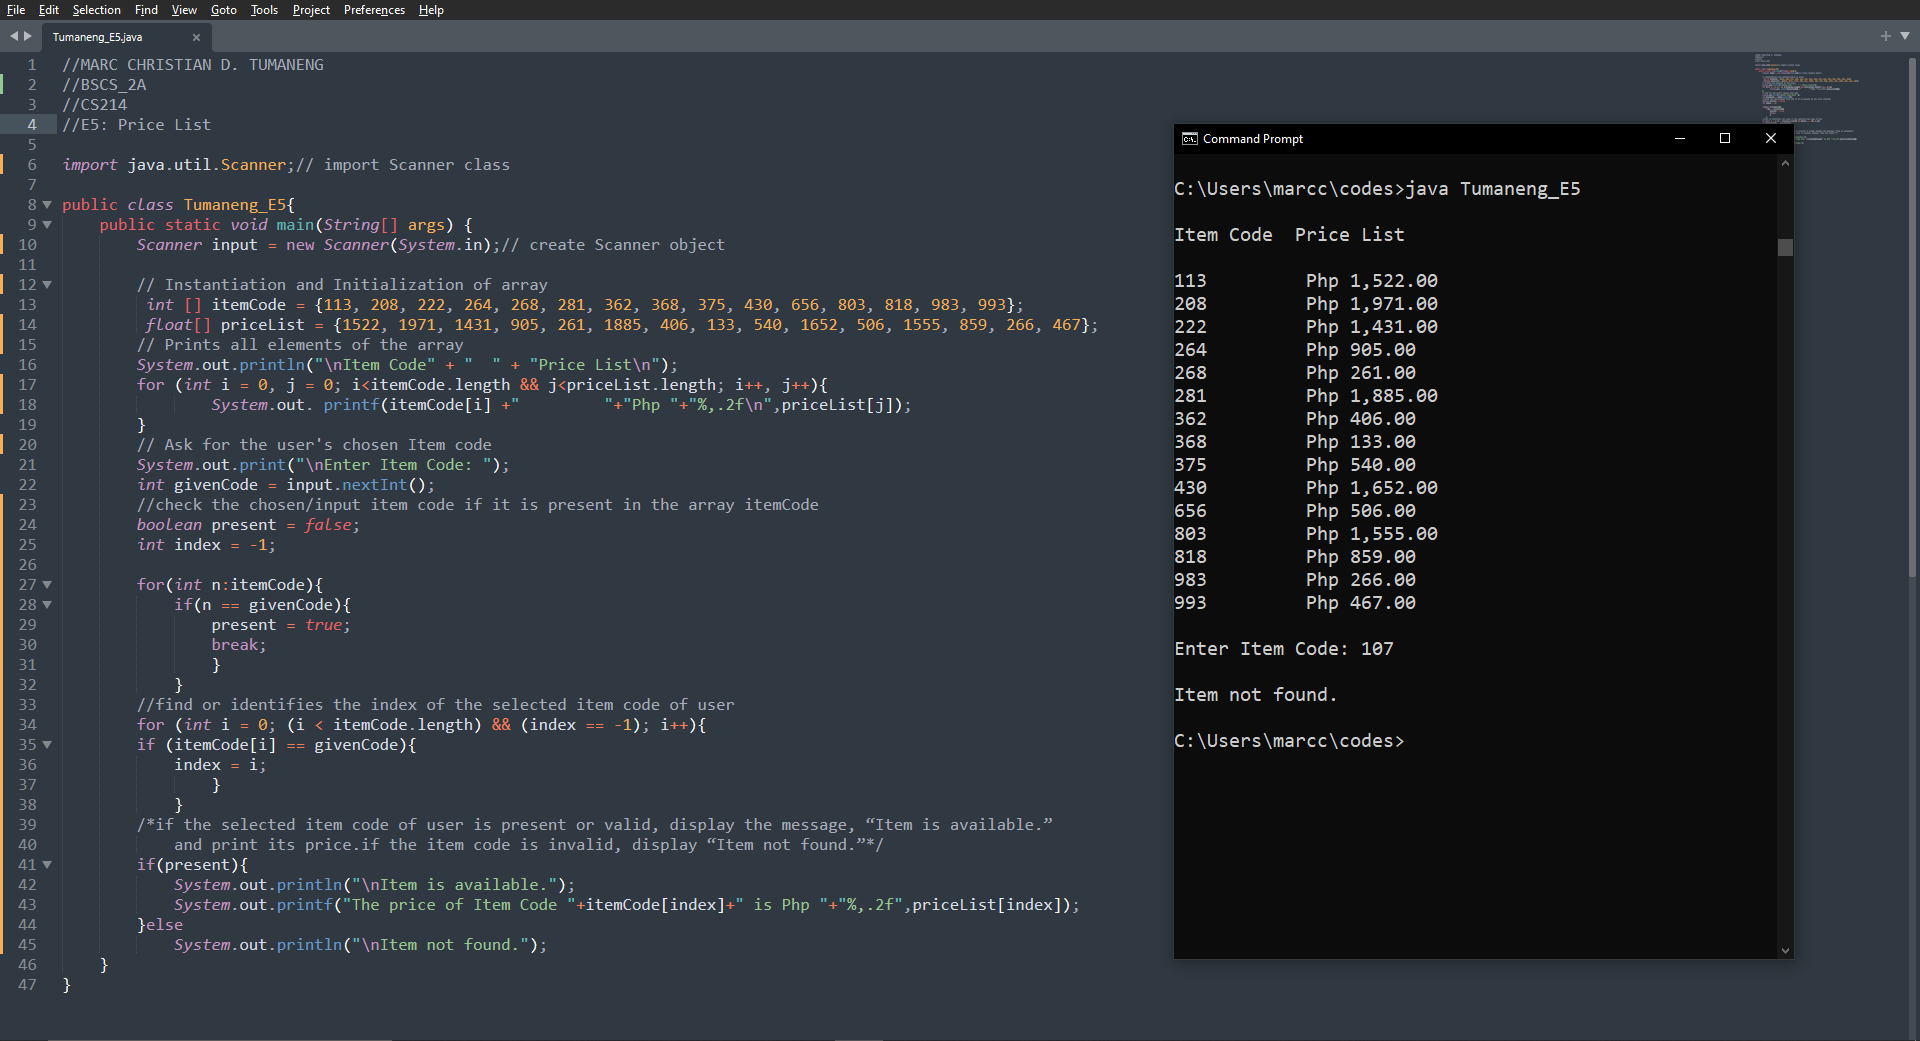 File Edit Selection Find View Goto Tools Project Preferences Help
Tumaneng_E5.java
1 //MARC CHRISTIAN D. TUMANENG
2 //BSCS_2A
3 //CS214
4 //E5: Price List
5
6 import java.util.Scanner;// import Scanner class
7
8 public class Tumaneng_E5{
9 public static void main(String[] args) {
10 Scanner input = new Scanner(System.in);// create Scanner object
11
12 // Instantiation and Initialization of array
13 int [] itemCode = {113, 208, 222, 264, 268, 281, 362, 368, 375, 430, 656, 803, 818, 983, 993};
14 float[] priceList = {1522, 1971, 1431, 905, 261, 1885, 406, 133, 540, 1652, 506, 1555, 859, 266, 467};
15 // Prints all elements of the array
16 System.out.println("\nItem Code" + "  " + "Price List\n");
17 for (int i = 0, j = 0; i<itemCode.length && j<priceList.length; i++, j++){
18 System.out. printf(itemCode[i] +"         "+"Php "+"%,.2f\n",priceList[j]);
19 }
20 // Ask for the user's chosen Item code
21 System.out.print("\nEnter Item Code: ");
22 int givenCode = input.nextInt();
23 //check the chosen/input item code if it is present in the array itemCode
24 boolean present = false;
25 int index = -1;
26
27 for(int n:itemCode){
28 if(n == givenCode){
29 present = true;
30 break;
31 }
32 }
33 //find or identifies the index of the selected item code of user
34 for (int i = 0; (i < itemCode.length) && (index == -1); i++){
35 if (itemCode[i] == givenCode){
36 index = i;
37 }
38 }
39 /*if the selected item code of user is present or valid, display the message, “Item is available.”
40 and print its price.if the item code is invalid, display “Item not found.”*/
41 if(present){
42 System.out.println("\nItem is available.");
43 System.out.printf("The price of Item Code "+itemCode[index]+" is Php "+"%,.2f",priceList[index]);
44 }else
45 System.out.println("\nItem not found.");
46 }
47 }
Command Prompt
C:\Users\marcc\codes>java Tumaneng_E5
Item Code  Price List
113 Php 1,522.00
208 Php 1,971.00
222 Php 1,431.00
264 Php 905.00
268 Php 261.00
281 Php 1,885.00
362 Php 406.00
368 Php 133.00
375 Php 540.00
430 Php 1,652.00
656 Php 506.00
803 Php 1,555.00
818 Php 859.00
983 Php 266.00
993 Php 467.00
Enter Item Code: 107
Item not found.
C:\Users\marcc\codes>